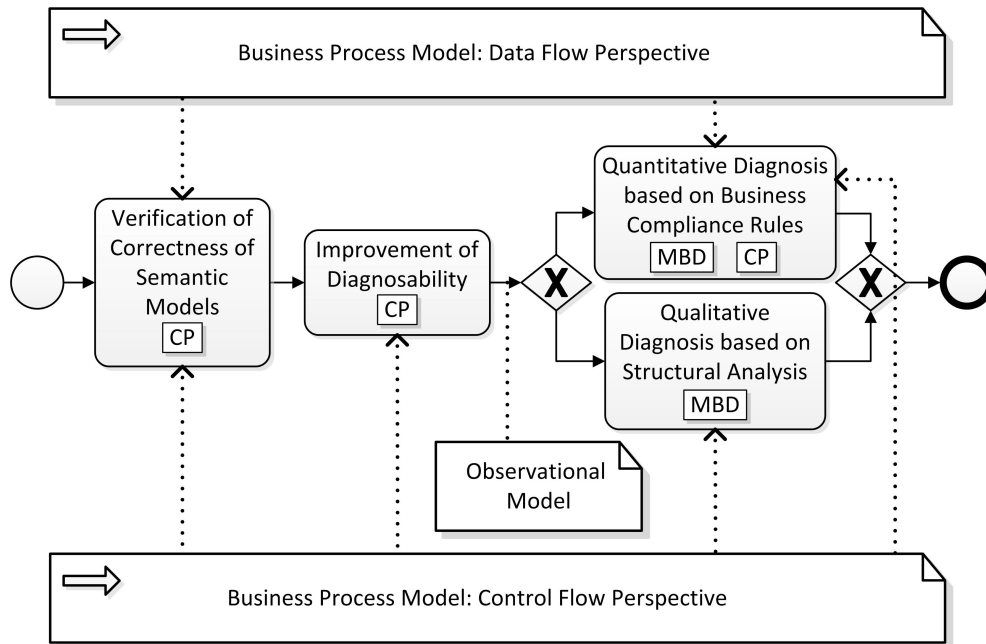 Business Process Model: Data Flow Perspective
Verification of
Correctness of
Semantic
Models
CP
Improvement of
Diagnosability
CP
X
Quantitative Diagnosis
based on Business
Compliance Rules
MBD CP
Qualitative
Diagnosis based on
Structural Analysis
MBD
X
Observational
Model
Business Process Model: Control Flow Perspective